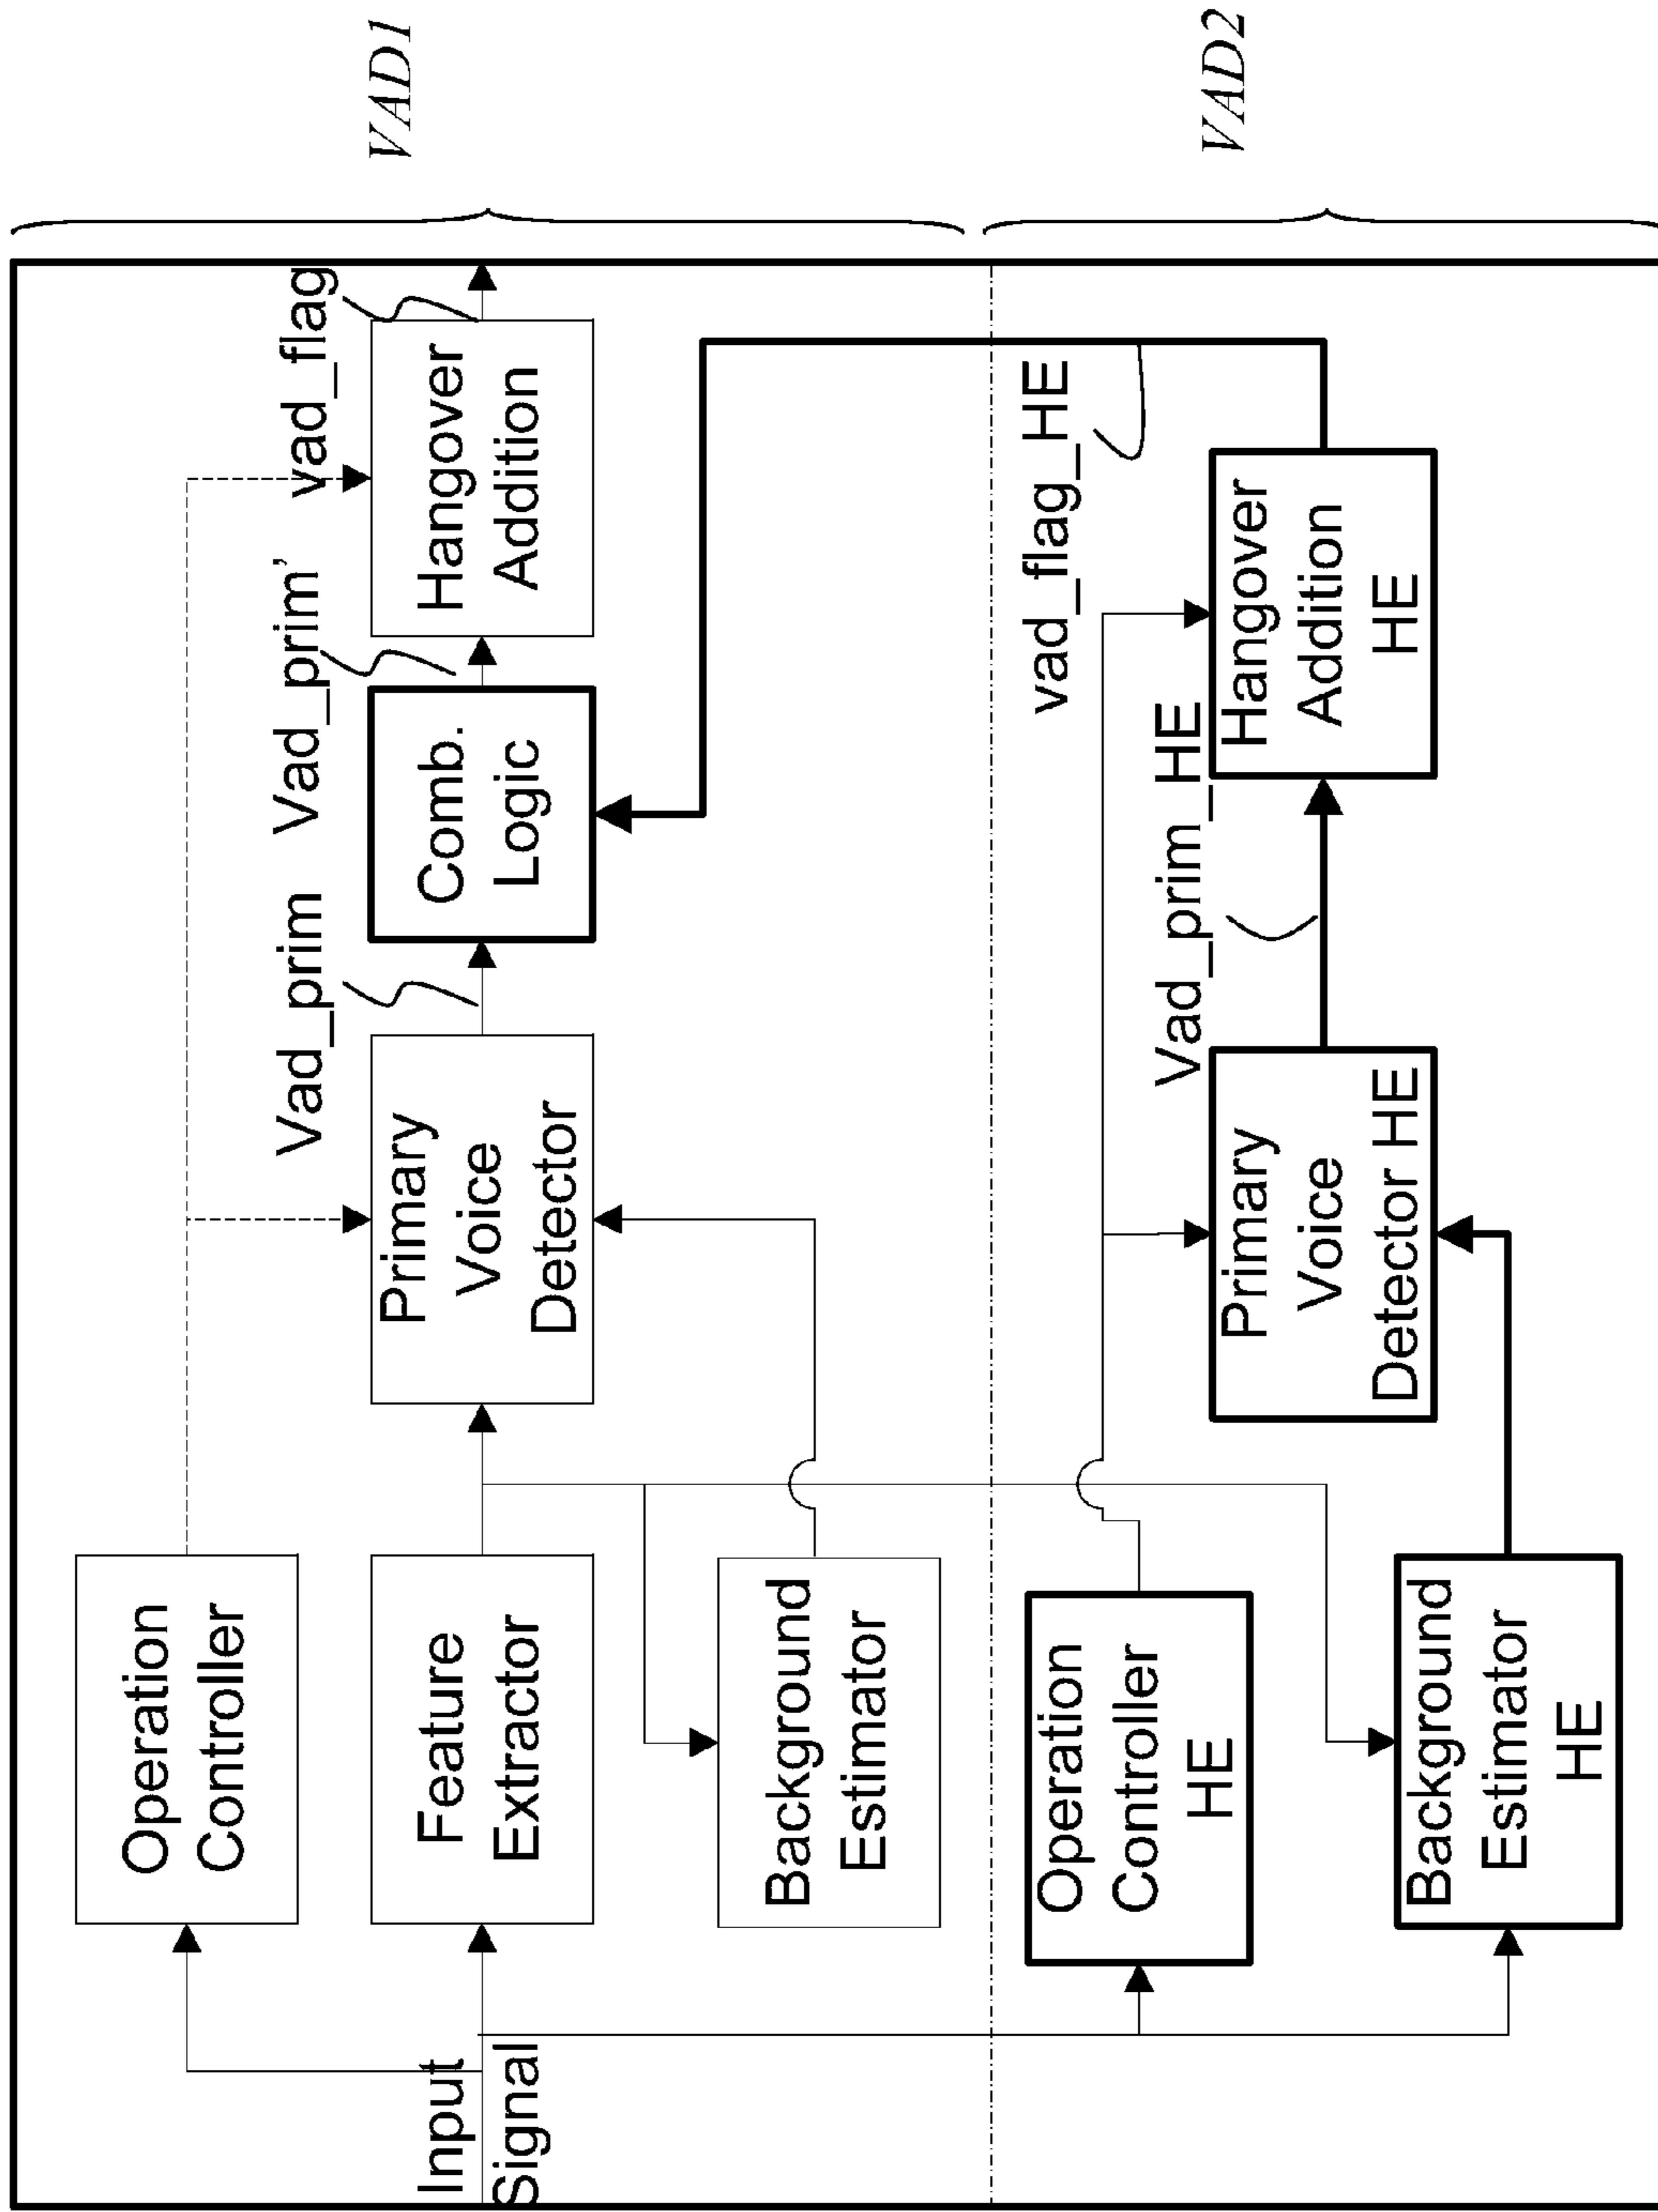 Operation
Controller
vad_flag
Vad_prim
Vad_prim’
Input
Signal
Feature
Extractor
Primary
Voice
Detector
Comb.
Logic
Hangover
Addition
VAD1
Background
Estimator
vad_flag_HE
Operation
Controller
HE
Vad_prim_HE
Primary
Voice
Detector HE
Hangover
Addition
HE
VAD2
Background
Estimator
HE